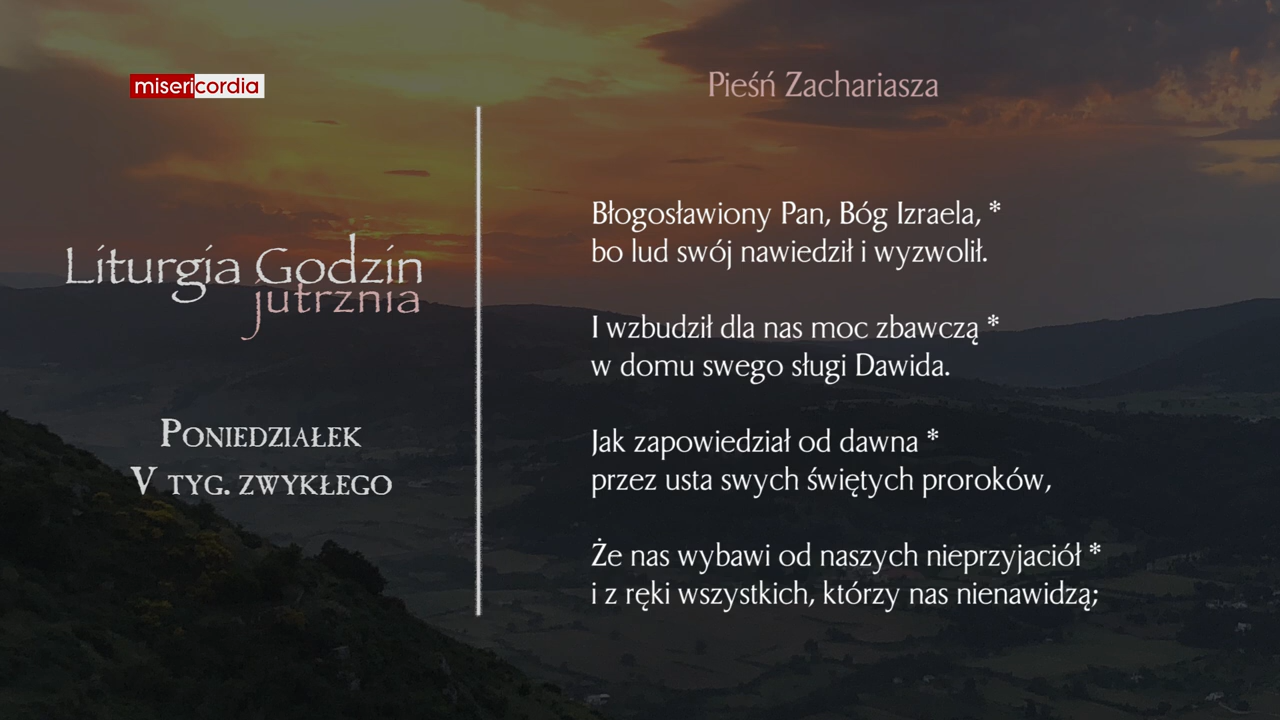 misericordia
Liturgia Godzin
jutrznia
Poniedziałek
V tyg. zwykłego
Pieśń Zachariasza
Błogosławiony Pan, Bóg Izraela, *
bo lud swój nawiedził i wyzwolił.
I wzbudził dla nas moc zbawczą *
w domu swego sługi Dawida.
Jak zapowiedział od dawna *
przez usta swych świętych proroków,
Że nas wybawi od naszych nieprzyjaciół *
i z ręki wszystkich, którzy nas nienawidzą;